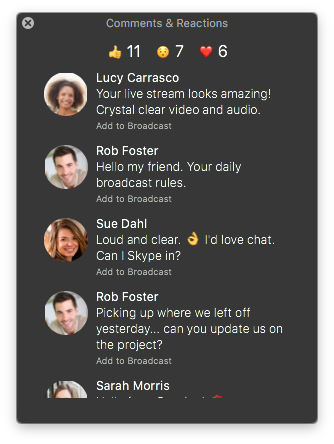 Comments & Reactions
👍 11 😯 7 ❤️ 6
Lucy Carrasco
Your live stream looks amazing!
Crystal clear video and audio.
Add to Broadcast
Rob Foster
Hello my friend. Your daily
broadcast rules.
Add to Broadcast
Sue Dahl
Loud and clear. 👌 I'd love chat.
Can I Skype in?
Add to Broadcast
Rob Foster
Picking up where we left off
yesterday... can you update us on
the project?
Add to Broadcast
Sarah Morris